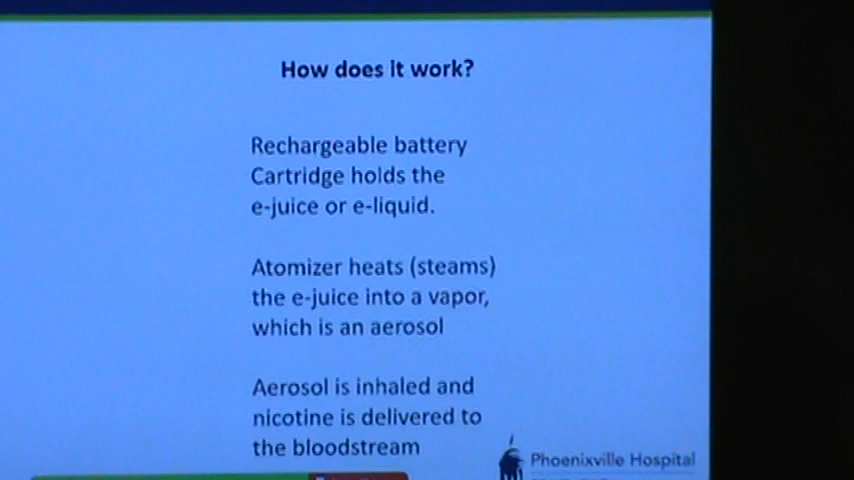 How does it work?
Rechargeable battery
Cartridge holds the
e-juice or e-liquid.
Atomizer heats (steams)
the e-juice into a vapor,
which is an aerosol
Aerosol is inhaled and
nicotine is delivered to
the bloodstream
Phoenixville Hospital